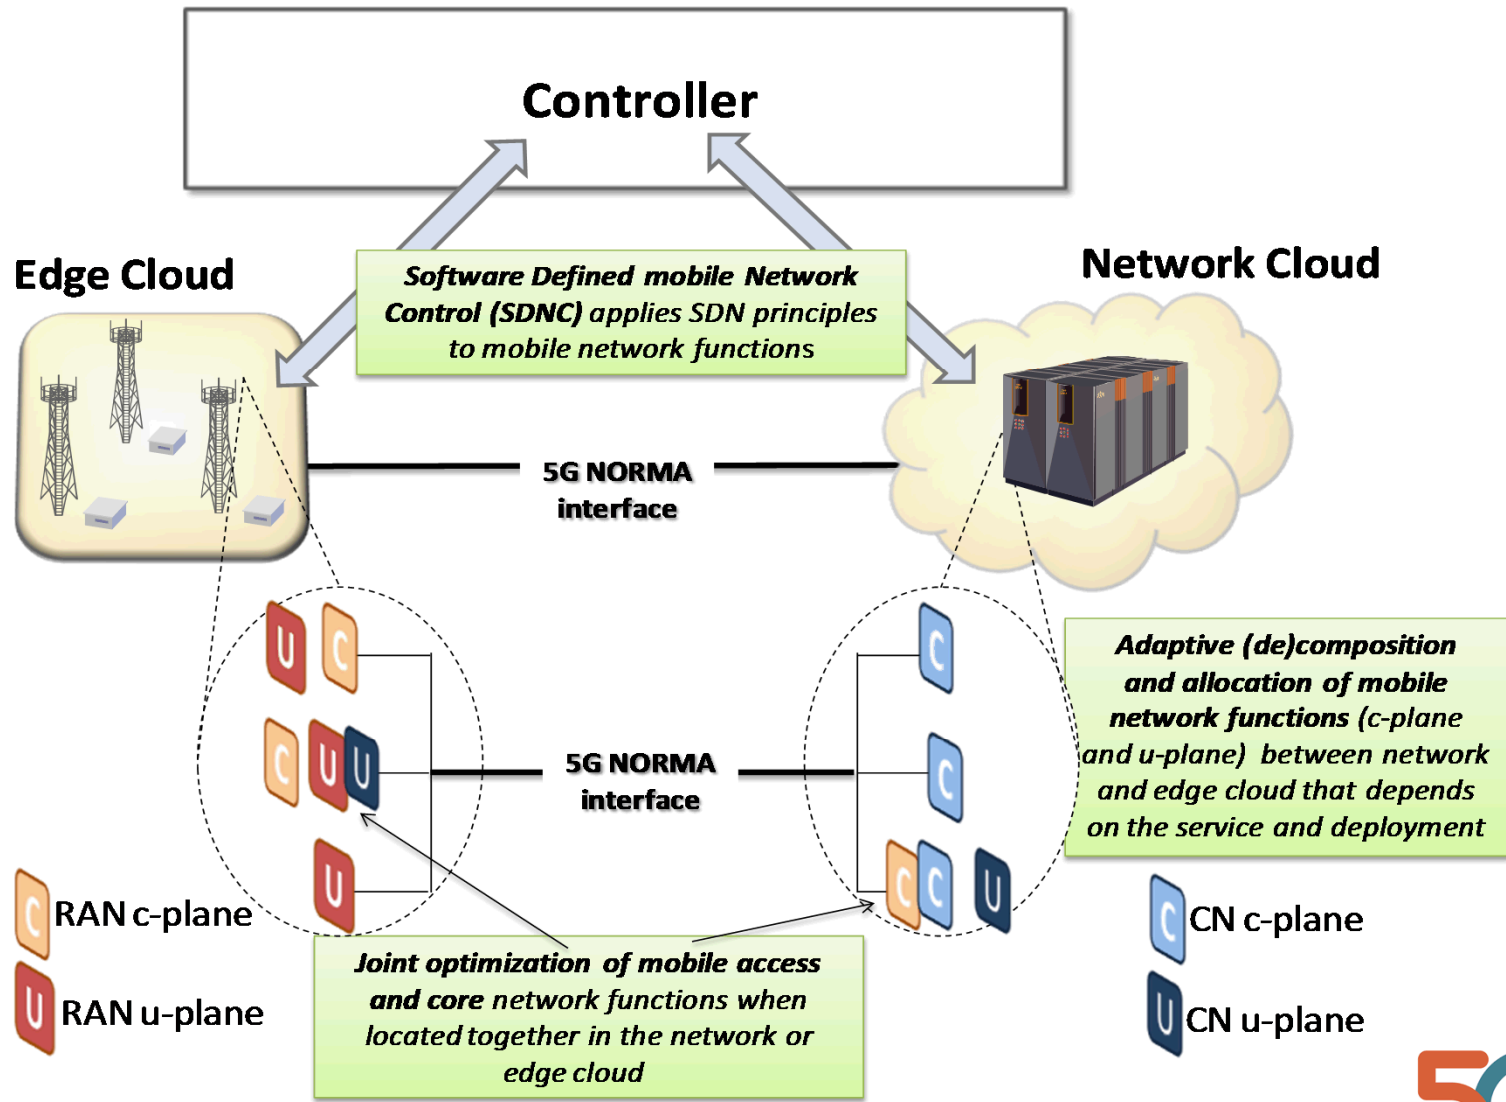 Controller
Edge Cloud
Network Cloud
Software Defined mobile Network
Control (SDNC) applies SDN principles
to mobile network functions
5G NORMA
interface
U C
C
C U U
C
5G NORMA
interface
U
C C U
Adaptive (de)composition
and allocation of mobile
network functions (c-plane
and u-plane) between network
and edge cloud that depends
on the service and deployment
C RAN c-plane
U RAN u-plane
Joint optimization of mobile access
and core network functions when
located together in the network or
edge cloud
C CN c-plane
U CN u-plane
5G